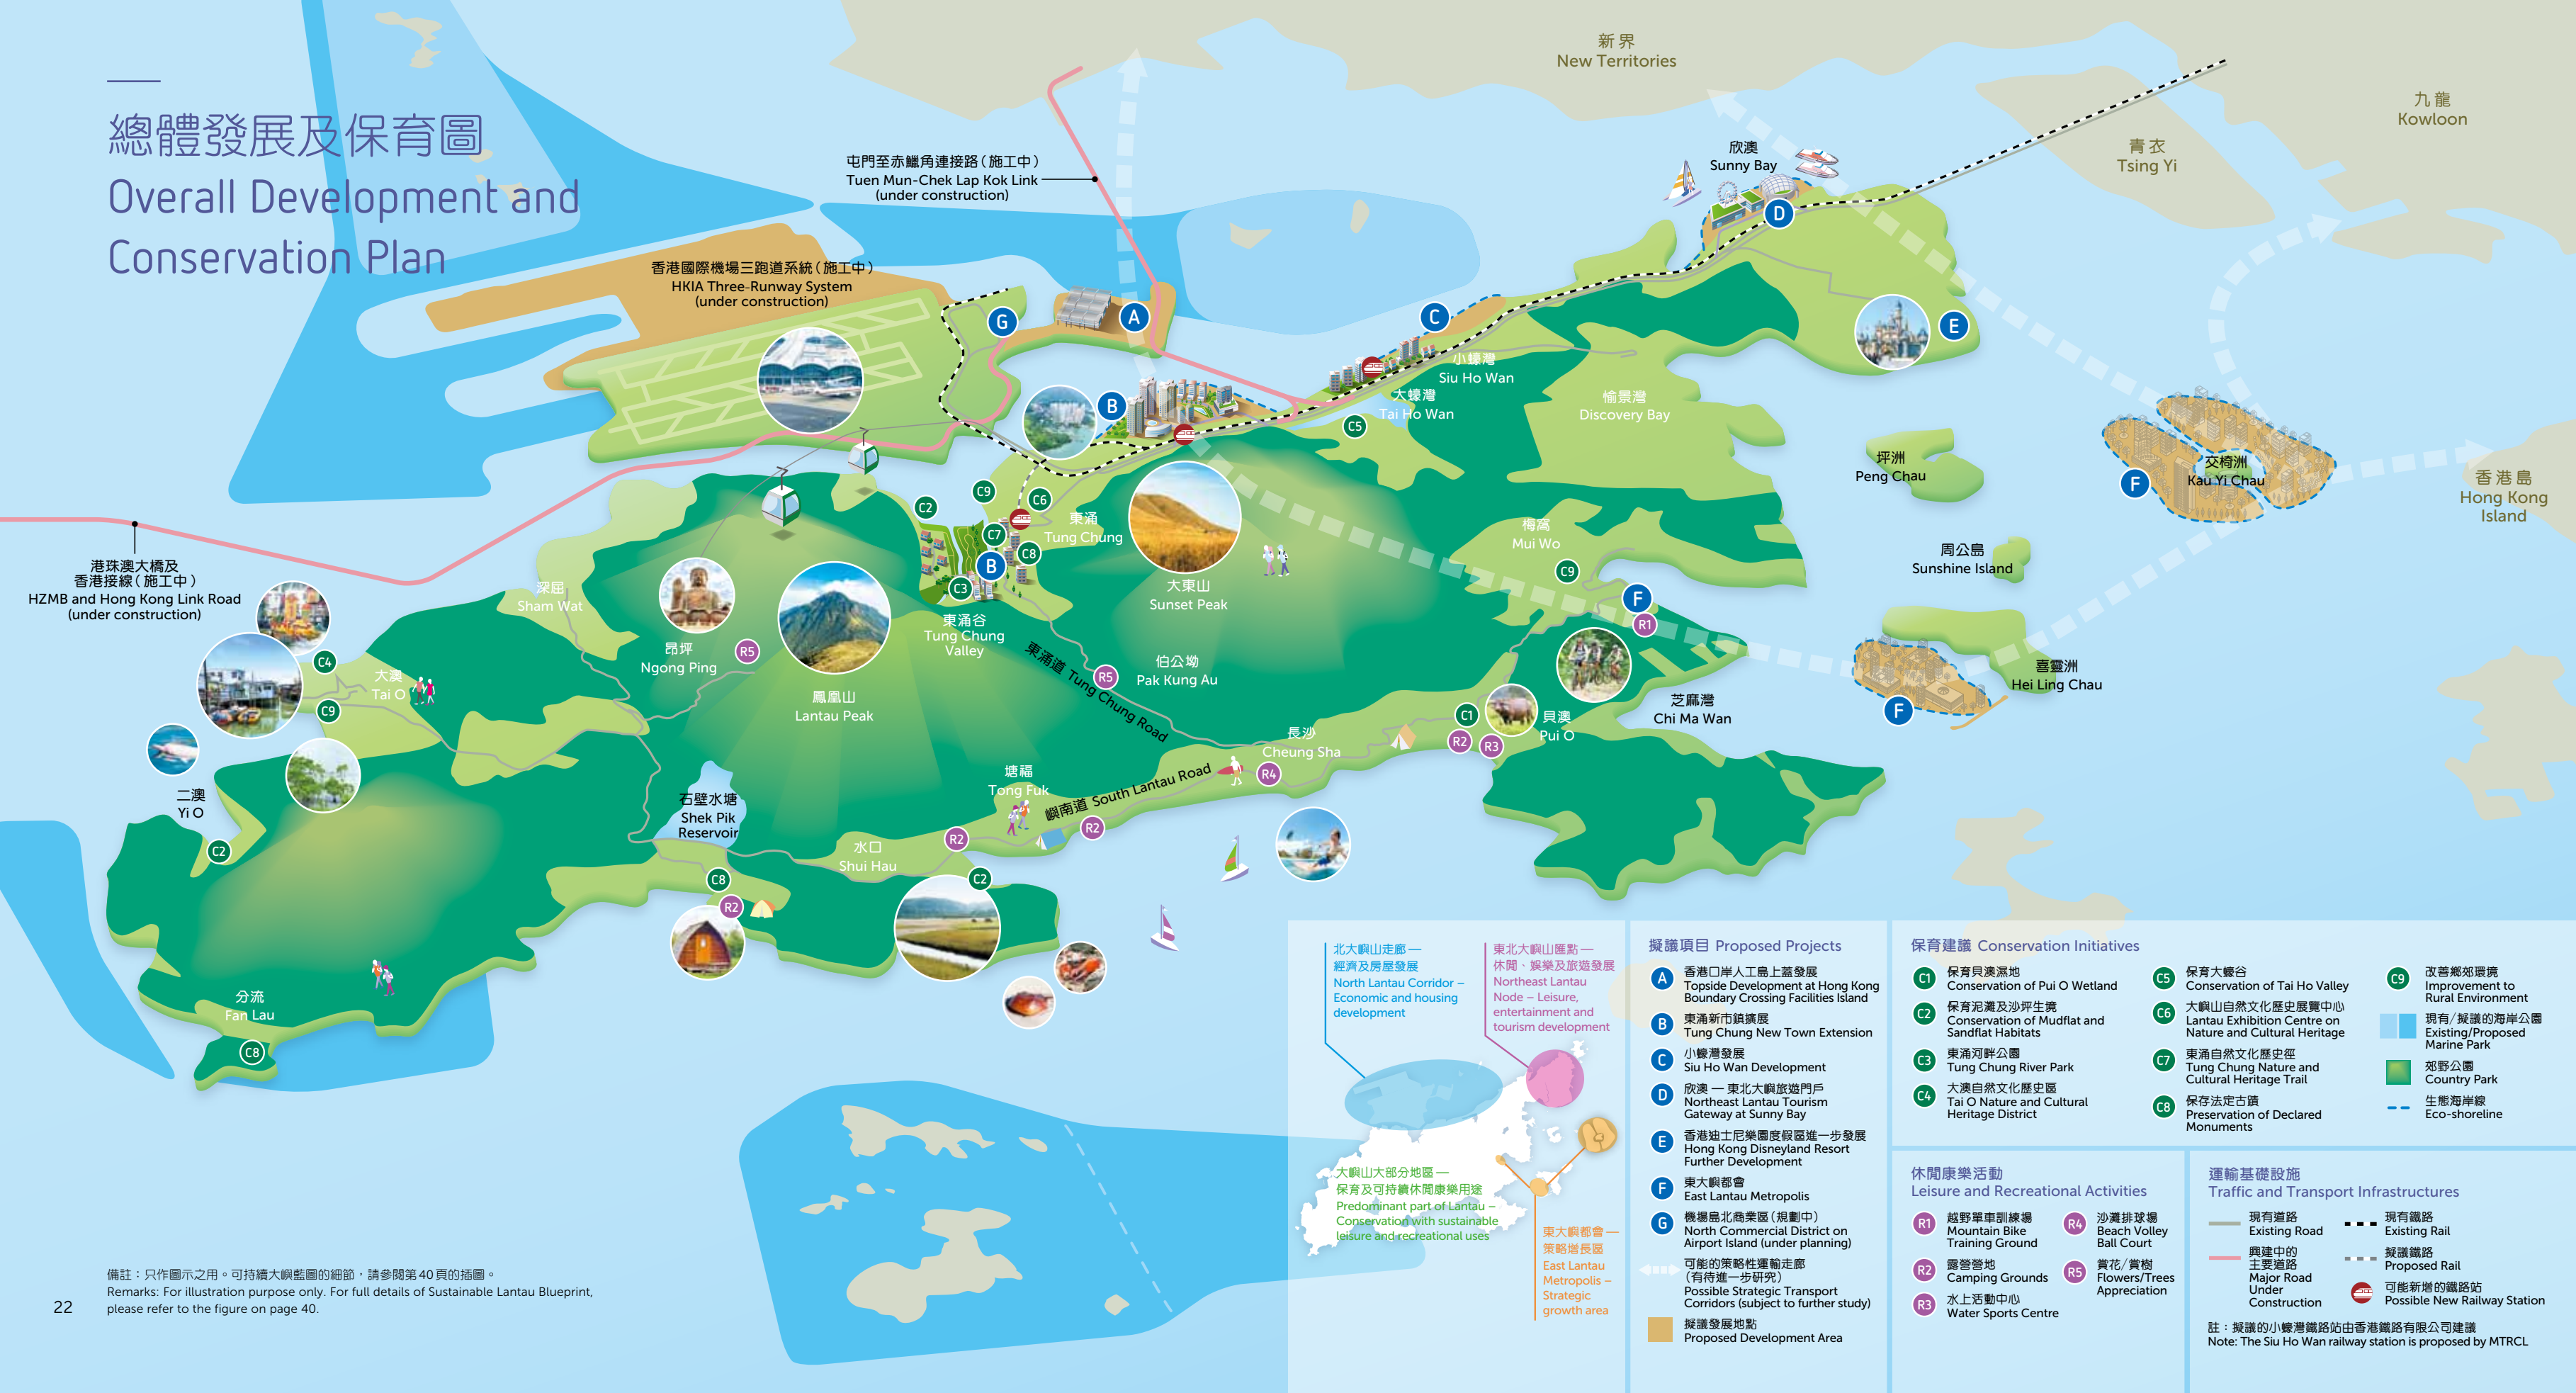 總體發展及保育圖
Overall Development and
Conservation Plan
新界
New Territories
九龍
Kowloon
青衣
Tsing Yi
香港島
Hong Kong
Island
屯門至赤鱲角連接路(施工中)
Tuen Mun-Chek Lap Kok Link
(under construction)
香港國際機場三跑道系統(施工中)
HKIA Three-Runway System
(under construction)
欣澳
Sunny Bay
D
G
A
C
E
B
小蠔灣
Siu Ho Wan
大蠔灣
Tai Ho Wan
C5
愉景灣
Discovery Bay
坪洲
Peng Chau
交椅洲
Kau Yi Chau
F
港珠澳大橋及
香港接線(施工中)
HZMB and Hong Kong Link Road
(under construction)
C2
C9
C6
C7
C8
B
C3
東涌
Tung Chung
東涌谷
Tung Chung
Valley
大東山
Sunset Peak
梅窩
Mui Wo
C9
F
R1
周公島
Sunshine Island
喜靈洲
Hei Ling Chau
F
深屈
Sham Wat
昂坪
Ngong Ping
R5
鳳凰山
Lantau Peak
東涌道 Tung Chung Road
R5
伯公坳
Pak Kung Au
芝麻灣
Chi Ma Wan
C4
大澳
Tai O
C9
C1
R2
R3
貝澳
Pui O
長沙
Cheung Sha
R4
塘福
Tong Fuk
嶼南道 South Lantau Road
R2
二澳
Yi O
C2
石壁水塘
Shek Pik
Reservoir
水口
Shui Hau
R2
C2
C8
R2
分流
Fan Lau
C8
北大嶼山走廊—
經濟及房屋發展
North Lantau Corridor –
Economic and housing
development
東北大嶼山匯點—
休閒、娛樂及旅遊發展
Northeast Lantau
Node – Leisure,
entertainment and
tourism development
大嶼山大部分地區—
保育及可持續休閒康樂用途
Predominant part of Lantau –
Conservation with sustainable
leisure and recreational uses
東大嶼都會—
策略增長區
East Lantau
Metropolis –
Strategic
growth area
擬議項目 Proposed Projects
A 香港口岸人工島上蓋發展
Topside Development at Hong Kong
Boundary Crossing Facilities Island
B 東涌新市鎮擴展
Tung Chung New Town Extension
C 小蠔灣發展
Siu Ho Wan Development
D 欣澳 — 東北大嶼旅遊門戶
Northeast Lantau Tourism
Gateway at Sunny Bay
E 香港迪士尼樂園度假區進一步發展
Hong Kong Disneyland Resort
Further Development
F 東大嶼都會
East Lantau Metropolis
G 機場島北商業區(規劃中)
North Commercial District on
Airport Island (under planning)
可能的策略性運輸走廊
(有待進一步研究)
Possible Strategic Transport
Corridors (subject to further study)
擬議發展地點
Proposed Development Area
保育建議 Conservation Initiatives
C1 保育貝澳濕地
Conservation of Pui O Wetland
C2 保育泥灘及沙坪生境
Conservation of Mudflat and
Sandflat Habitats
C3 東涌河畔公園
Tung Chung River Park
C4 大澳自然文化歷史區
Tai O Nature and Cultural
Heritage District
C5 保育大蠔谷
Conservation of Tai Ho Valley
C6 大嶼山自然文化歷史展覽中心
Lantau Exhibition Centre on
Nature and Cultural Heritage
C7 東涌自然文化歷史徑
Tung Chung Nature and
Cultural Heritage Trail
C8 保存法定古蹟
Preservation of Declared
Monuments
C9 改善鄉郊環境
Improvement to
Rural Environment
現有/擬議的海岸公園
Existing/Proposed
Marine Park
郊野公園
Country Park
生態海岸線
Eco-shoreline
休閒康樂活動
Leisure and Recreational Activities
R1 越野單車訓練場
Mountain Bike
Training Ground
R2 露營營地
Camping Grounds
R3 水上活動中心
Water Sports Centre
R4 沙灘排球場
Beach Volley
Ball Court
R5 賞花/賞樹
Flowers/Trees
Appreciation
運輸基礎設施
Traffic and Transport Infrastructures
現有道路
Existing Road
興建中的
主要道路
Major Road
Under
Construction
現有鐵路
Existing Rail
擬議鐵路
Proposed Rail
可能新增的鐵路站
Possible New Railway Station
註:擬議的小蠔灣鐵路站由香港鐵路有限公司建議
Note: The Siu Ho Wan railway station is proposed by MTRCL
備註:只作圖示之用。可持續大嶼藍圖的細節,請參閱第40頁的插圖。
Remarks: For illustration purpose only. For full details of Sustainable Lantau Blueprint,
please refer to the figure on page 40.
22